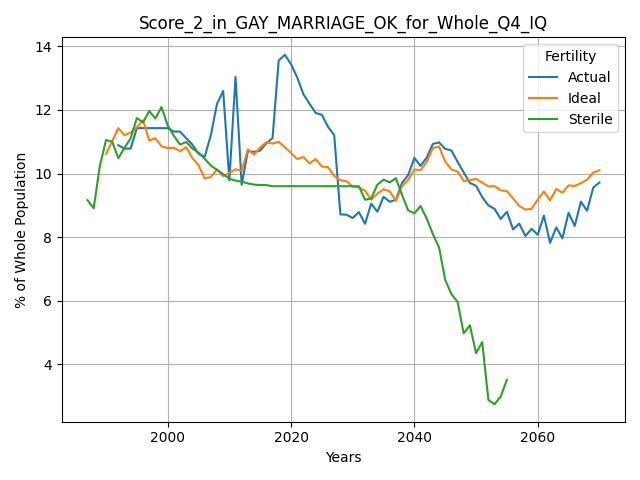 Score_2_in_GAY_MARRIAGE_OK_for_Whole_Q4_IQ
Fertility
Actual
Ideal
Sterile
% of Whole Population
14
12
10
8
6
4
2000 2020 2040 2060
Years